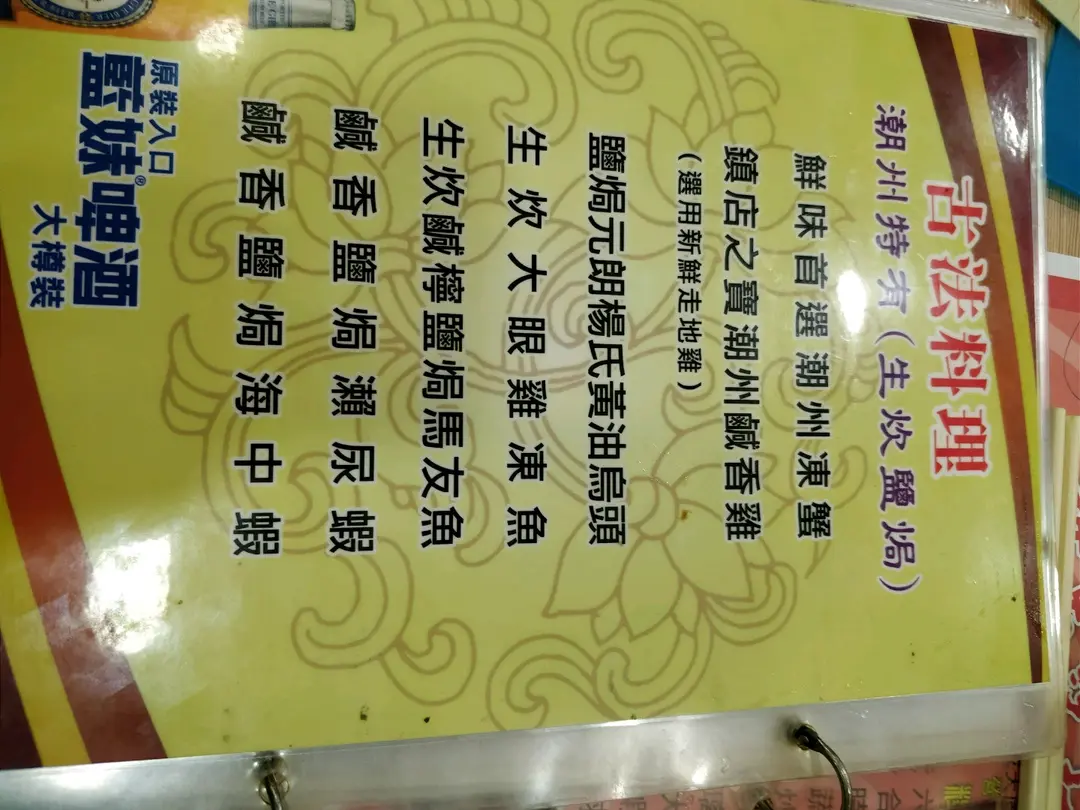 古法料理
潮州特有(生炊鹽焗)
鮮味首選潮州凍蟹
鎮店之寶潮州鹹香雞
(選用新鮮走地雞)
鹽焗元朗楊氏黃油烏頭
生炊大眼雞凍魚
生炊鹹檸鹽焗馬友魚
鹹香鹽焗瀨尿蝦
鹹香鹽焗海中蝦
原裝入口
藍妹®啤酒
大樽裝